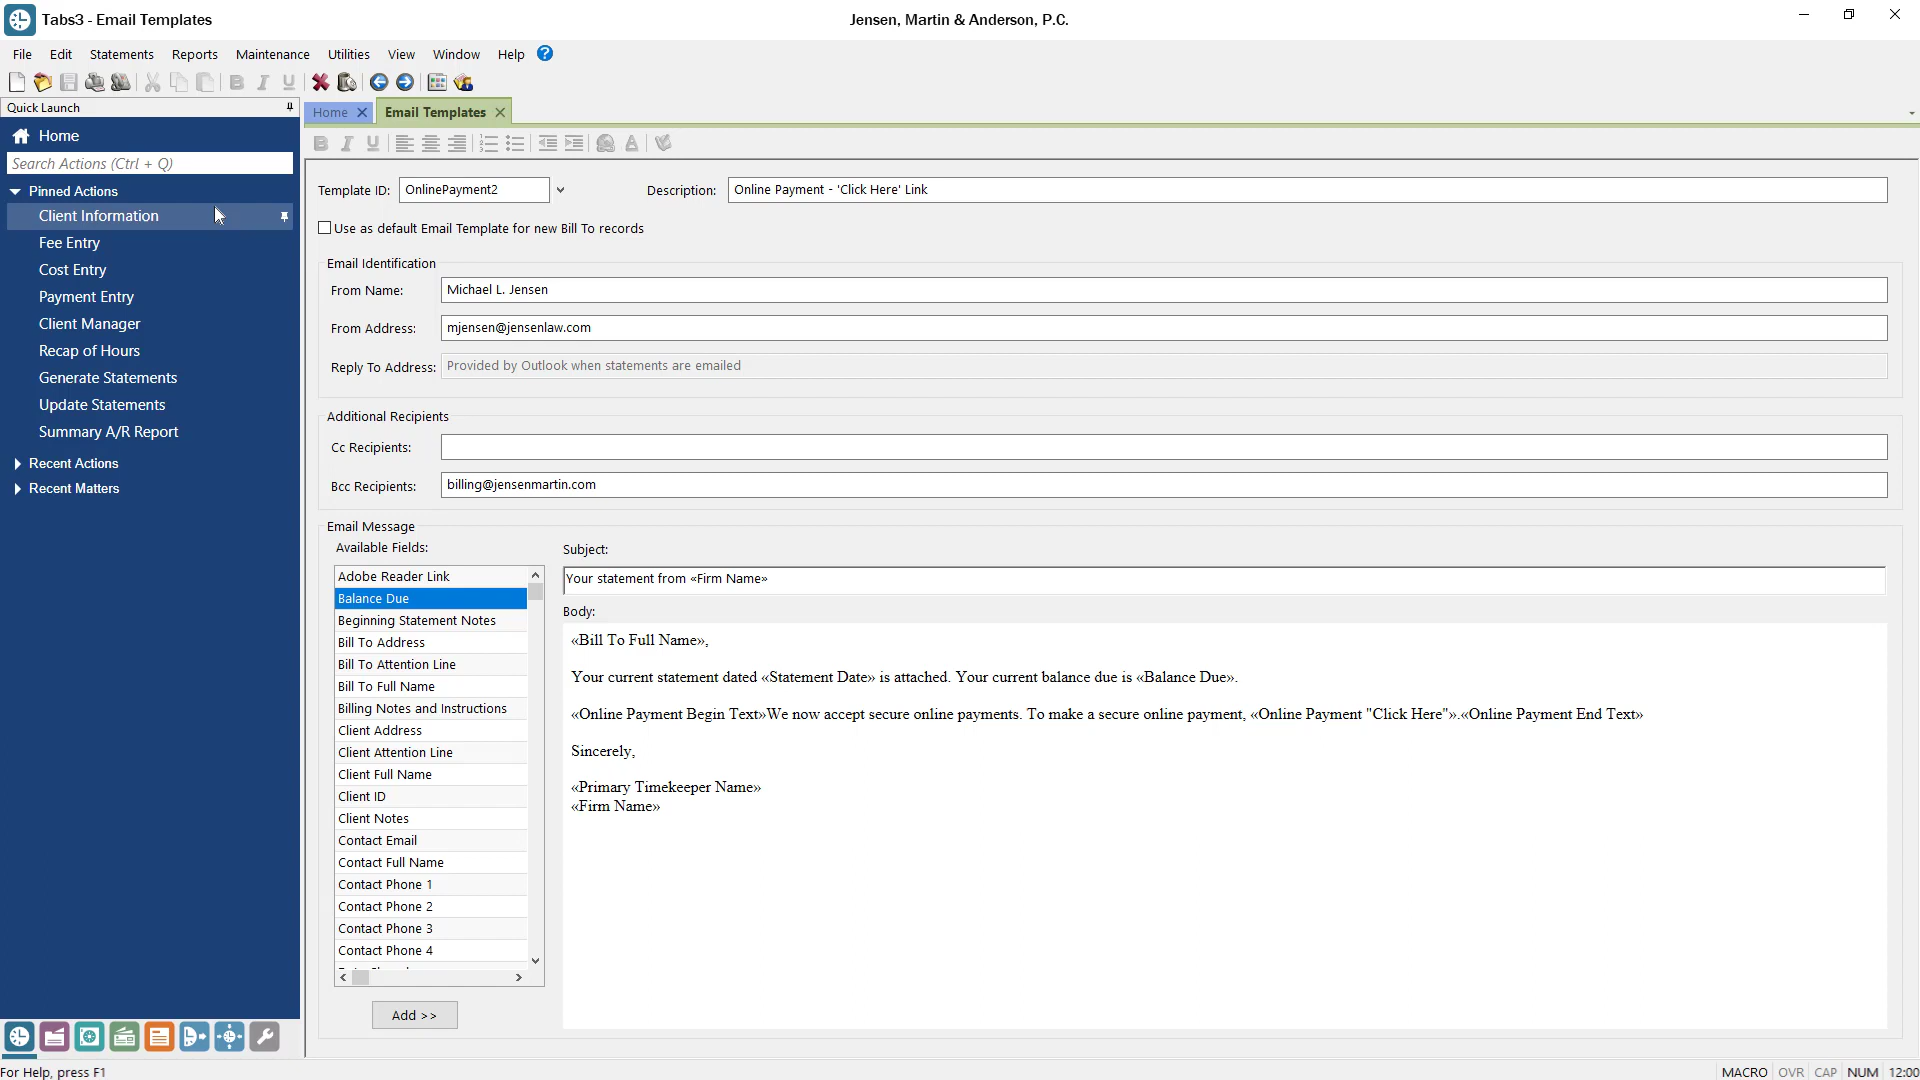 Tabs3 - Email Templates
Jensen, Martin & Anderson, P.C.
File Edit Statements Reports Maintenance Utilities View Window Help
Quick Launch
Home
Search Actions (Ctrl + Q)
Pinned Actions
Client Information
Fee Entry
Cost Entry
Payment Entry
Client Manager
Recap of Hours
Generate Statements
Update Statements
Summary A/R Report
Recent Actions
Recent Matters
Home Email Templates
Template ID: OnlinePayment2 Description: Online Payment - 'Click Here' Link
Use as default Email Template for new Bill To records
Email Identification
From Name: Michael L. Jensen
From Address: mjensen@jensenlaw.com
Reply To Address: Provided by Outlook when statements are emailed
Additional Recipients
Cc Recipients:
Bcc Recipients: billing@jensenmartin.com
Email Message
Available Fields:
Adobe Reader Link
Balance Due
Beginning Statement Notes
Bill To Address
Bill To Attention Line
Bill To Full Name
Billing Notes and Instructions
Client Address
Client Attention Line
Client Full Name
Client ID
Client Notes
Contact Email
Contact Full Name
Contact Phone 1
Contact Phone 2
Contact Phone 3
Contact Phone 4
Add >>
Subject:
Your statement from «Firm Name»
Body:
«Bill To Full Name»,
Your current statement dated «Statement Date» is attached. Your current balance due is «Balance Due».
«Online Payment Begin Text»We now accept secure online payments. To make a secure online payment, «Online Payment "Click Here"».«Online Payment End Text»
Sincerely,
«Primary Timekeeper Name»
«Firm Name»
For Help, press F1
MACRO OVR CAP NUM 12:00